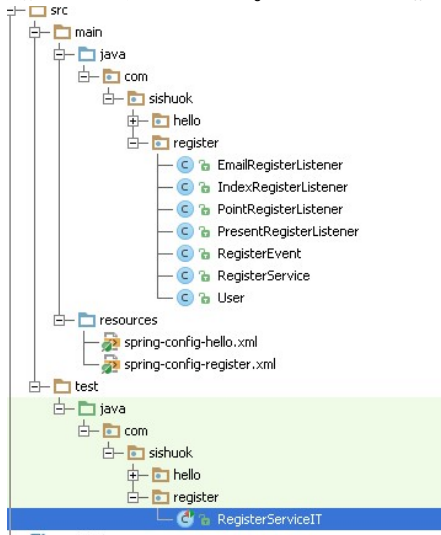 src
main
java
com
sishuok
hello
register
EmailRegisterListener
IndexRegisterListener
PointRegisterListener
PresentRegisterListener
RegisterEvent
RegisterService
User
resources
spring-config-hello.xml
spring-config-register.xml
test
java
com
sishuok
hello
register
RegisterServiceIT